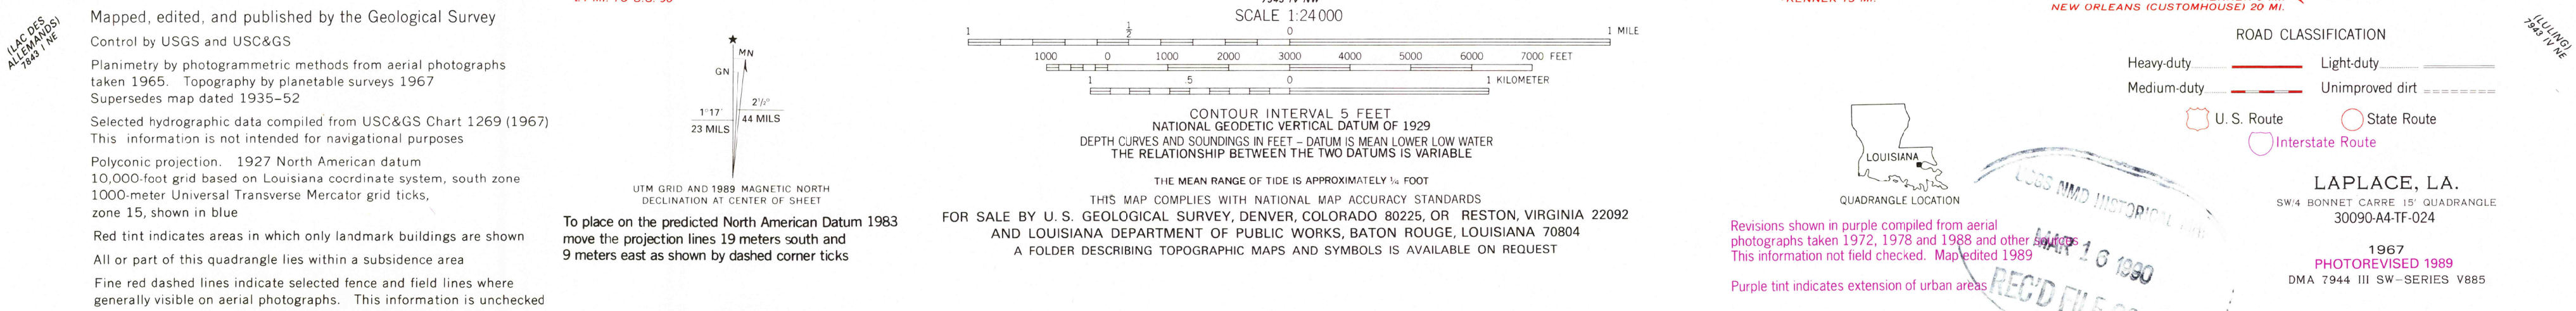 (LAC DES
ALLEMANDS)
7843 I NE
Mapped, edited, and published by the Geological Survey
Control by USGS and USC&GS
Planimetry by photogrammetric methods from aerial photographs
taken 1965. Topography by planetable surveys 1967
Supersedes map dated 1935–52
Selected hydrographic data compiled from USC&GS Chart 1269 (1967)
This information is not intended for navigational purposes
Polyconic projection. 1927 North American datum
10,000-foot grid based on Louisiana coordinate system, south zone
1000-meter Universal Transverse Mercator grid ticks,
zone 15, shown in blue
Red tint indicates areas in which only landmark buildings are shown
All or part of this quadrangle lies within a subsidence area
Fine red dashed lines indicate selected fence and field lines where
generally visible on aerial photographs. This information is unchecked
MN
GN
1°17'
23 MILS
2½°
44 MILS
UTM GRID AND 1989 MAGNETIC NORTH
DECLINATION AT CENTER OF SHEET
To place on the predicted North American Datum 1983
move the projection lines 19 meters south and
9 meters east as shown by dashed corner ticks
SCALE 1:24 000
1 ½ 0 1 MILE
1000 0 1000 2000 3000 4000 5000 6000 7000 FEET
1 .5 0 1 KILOMETER
CONTOUR INTERVAL 5 FEET
NATIONAL GEODETIC VERTICAL DATUM OF 1929
DEPTH CURVES AND SOUNDINGS IN FEET – DATUM IS MEAN LOWER LOW WATER
THE RELATIONSHIP BETWEEN THE TWO DATUMS IS VARIABLE
THE MEAN RANGE OF TIDE IS APPROXIMATELY ¼ FOOT
THIS MAP COMPLIES WITH NATIONAL MAP ACCURACY STANDARDS
FOR SALE BY U. S. GEOLOGICAL SURVEY, DENVER, COLORADO 80225, OR RESTON, VIRGINIA 22092
AND LOUISIANA DEPARTMENT OF PUBLIC WORKS, BATON ROUGE, LOUISIANA 70804
A FOLDER DESCRIBING TOPOGRAPHIC MAPS AND SYMBOLS IS AVAILABLE ON REQUEST
LOUISIANA
QUADRANGLE LOCATION
Revisions shown in purple compiled from aerial
photographs taken 1972, 1978 and 1988 and other sources
This information not field checked. Map edited 1989
Purple tint indicates extension of urban areas
USGS NMD HISTORICAL
MAR 16 1990
REC'D FILE
NEW ORLEANS (CUSTOMHOUSE) 20 MI.
(LULING)
7943 IV NE
ROAD CLASSIFICATION
Heavy-duty Light-duty
Medium-duty Unimproved dirt
U. S. Route State Route
Interstate Route
LAPLACE, LA.
SW/4 BONNET CARRE 15' QUADRANGLE
30090-A4-TF-024
1967
PHOTOREVISED 1989
DMA 7944 III SW–SERIES V885